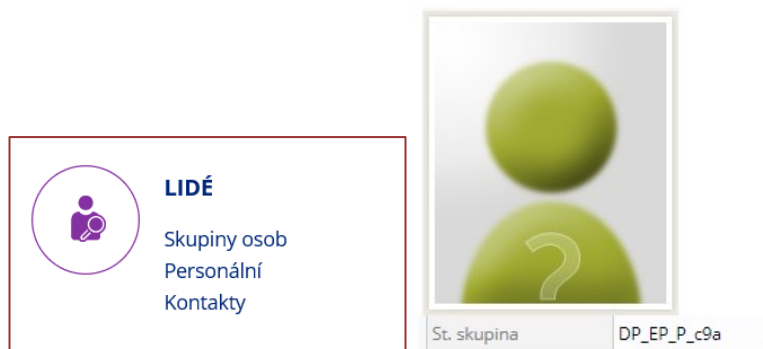 LIDÉ
Skupiny osob
Personální
Kontakty
?
St. skupina DP_EP_P_c9a